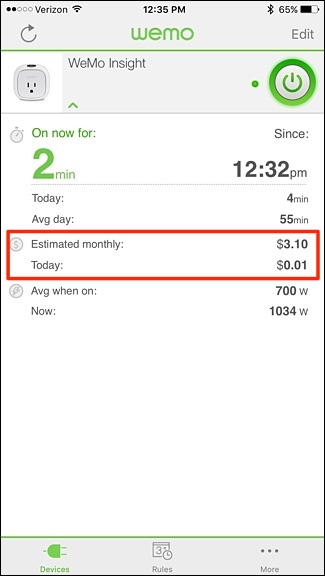 Verizon 12:35 PM 65%
wemo Edit
WeMo Insight
On now for: Since:
2min 12:32pm
Today: 4min
Avg day: 55min
Estimated monthly: $3.10
Today: $0.01
Avg when on: 700 W
Now: 1034 W
Devices Rules More